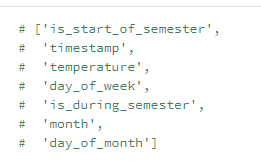 # ['is_start_of_semester',
#  'timestamp',
#  'temperature',
#  'day_of_week',
#  'is_during_semester',
#  'month',
#  'day_of_month']